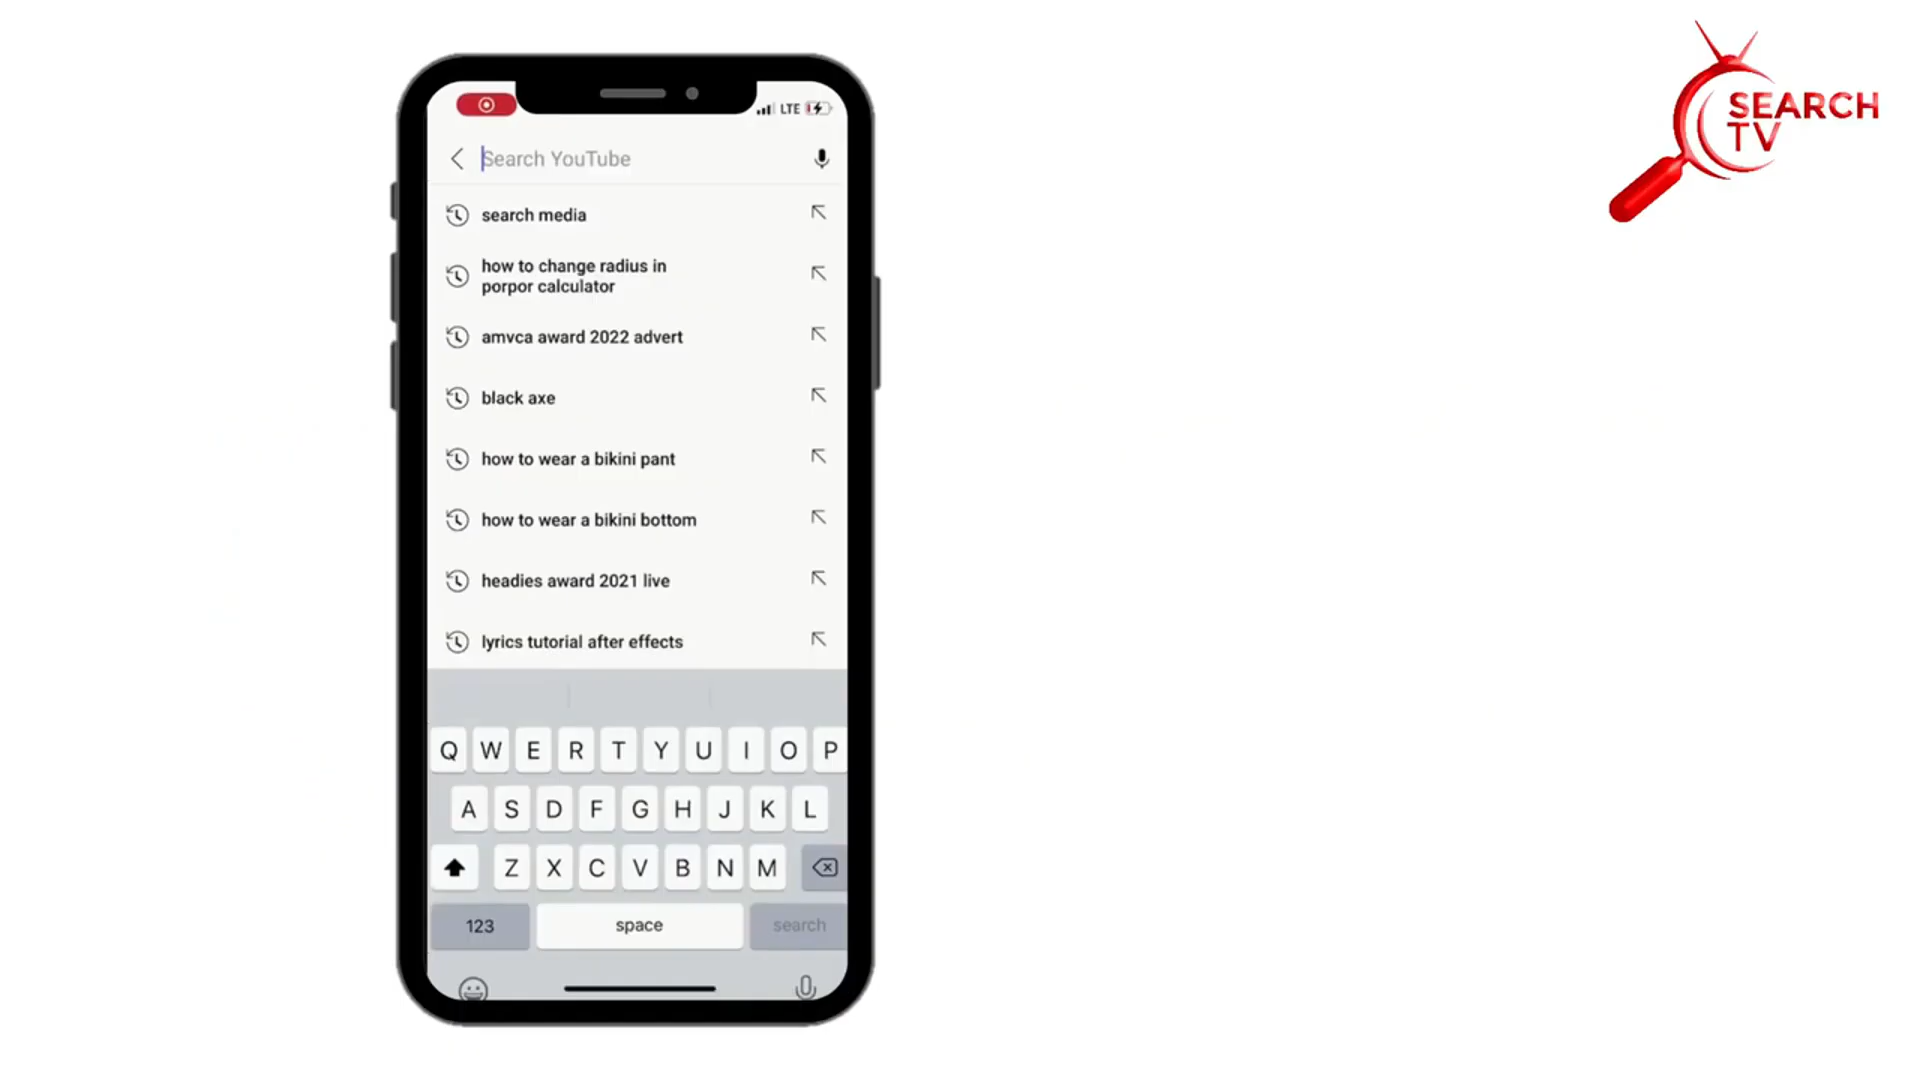 SEARCH
TV
LTE
Search YouTube
search media
how to change radius in
porpor calculator
amvca award 2022 advert
black axe
how to wear a bikini pant
how to wear a bikini bottom
headies award 2021 live
lyrics tutorial after effects
Q W E R T Y U I O P
A S D F G H J K L
Z X C V B N M
123 space search